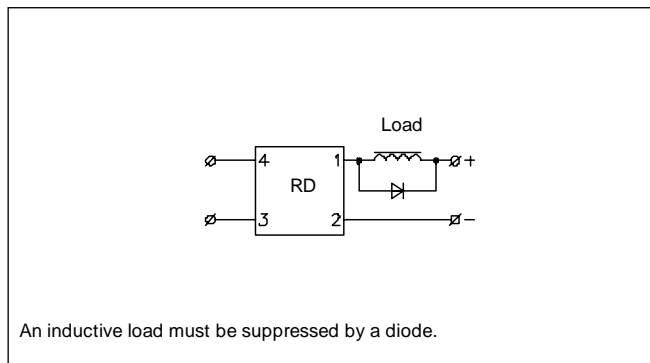 Load
4 1 +
RD
3 2 −
An inductive load must be suppressed by a diode.